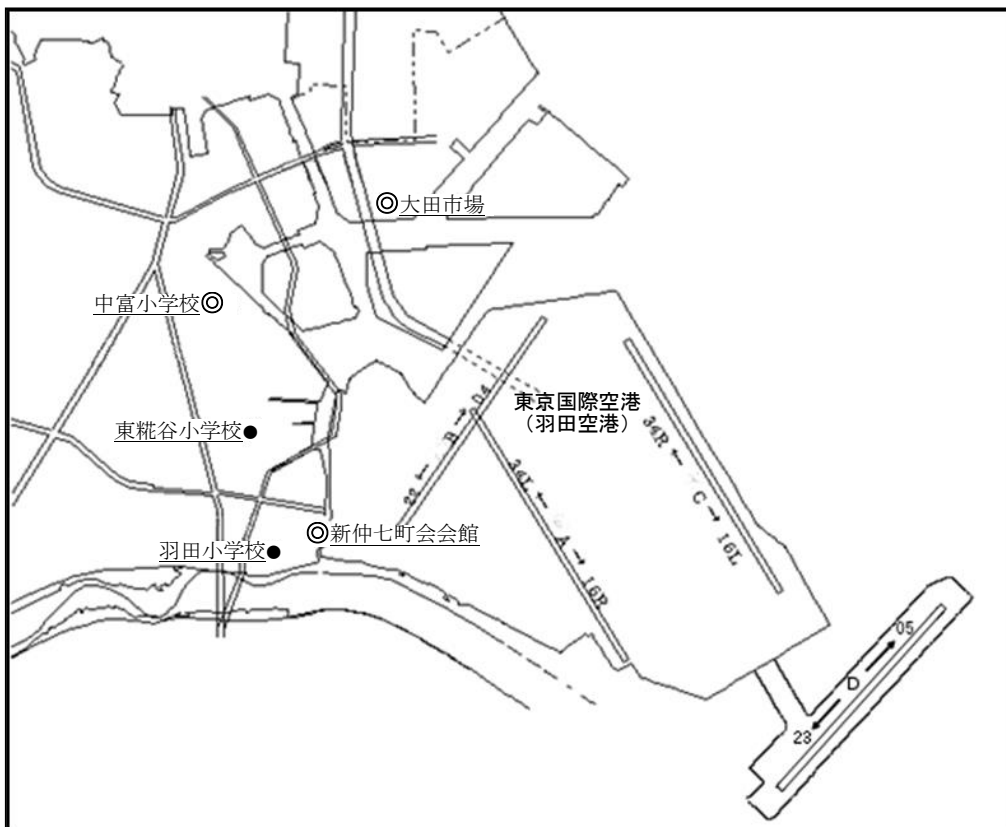 ◎大田市場
中富小学校◎
東京国際空港
（羽田空港）
東糀谷小学校●
22 ← B → 04
34R ← C → 16L
34L ← A → 16R
◎新仲七町会会館
羽田小学校●
05
D
23